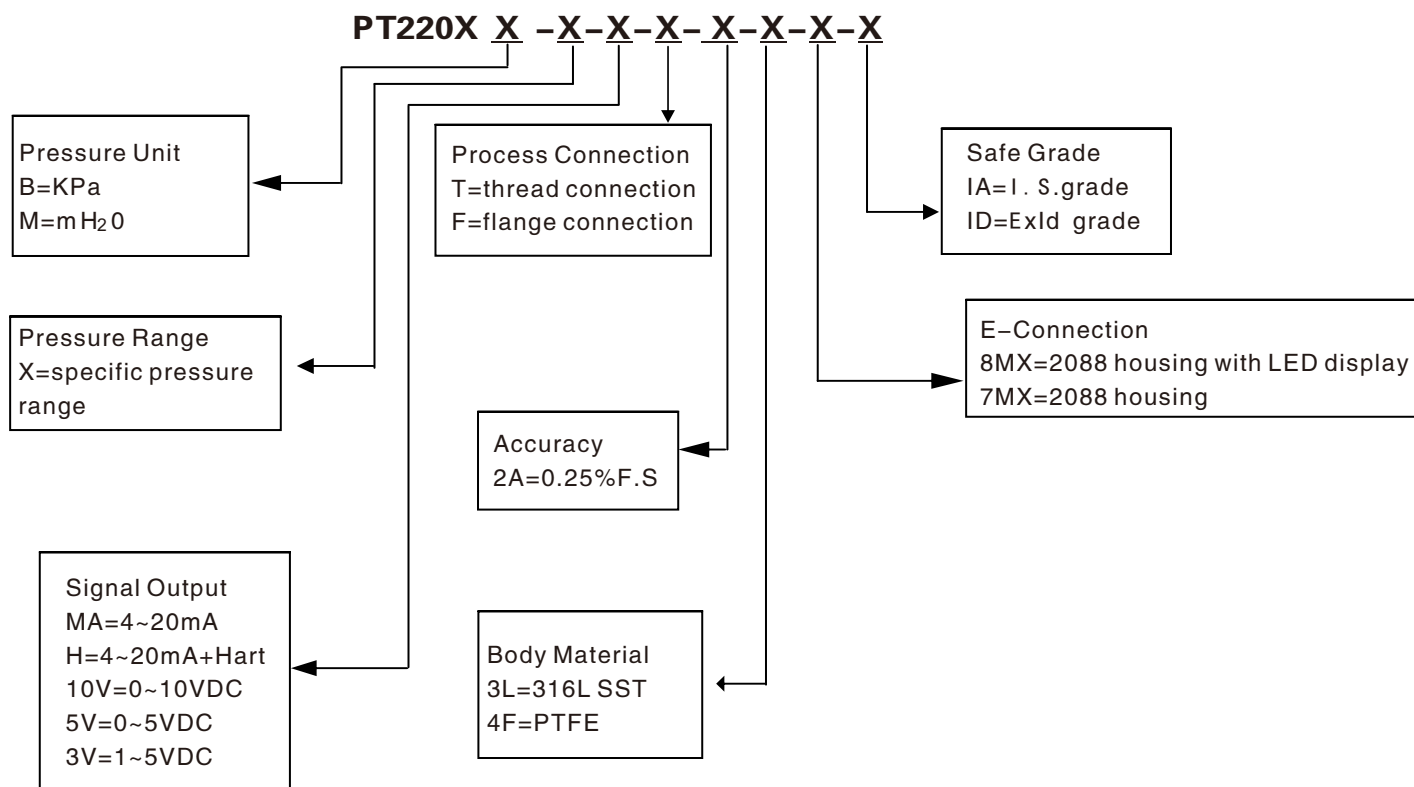 PT220X X -X-X-X- X-X-X-X
Pressure Unit
B=KPa
M=mH₂0
Process Connection
T=thread connection
F=flange connection
Safe Grade
IA=I. S.grade
ID=ExId grade
Pressure Range
X=specific pressure
range
E-Connection
8MX=2088 housing with LED display
7MX=2088 housing
Accuracy
2A=0.25%F.S
Signal Output
MA=4~20mA
H=4~20mA+Hart
10V=0~10VDC
5V=0~5VDC
3V=1~5VDC
Body Material
3L=316L SST
4F=PTFE